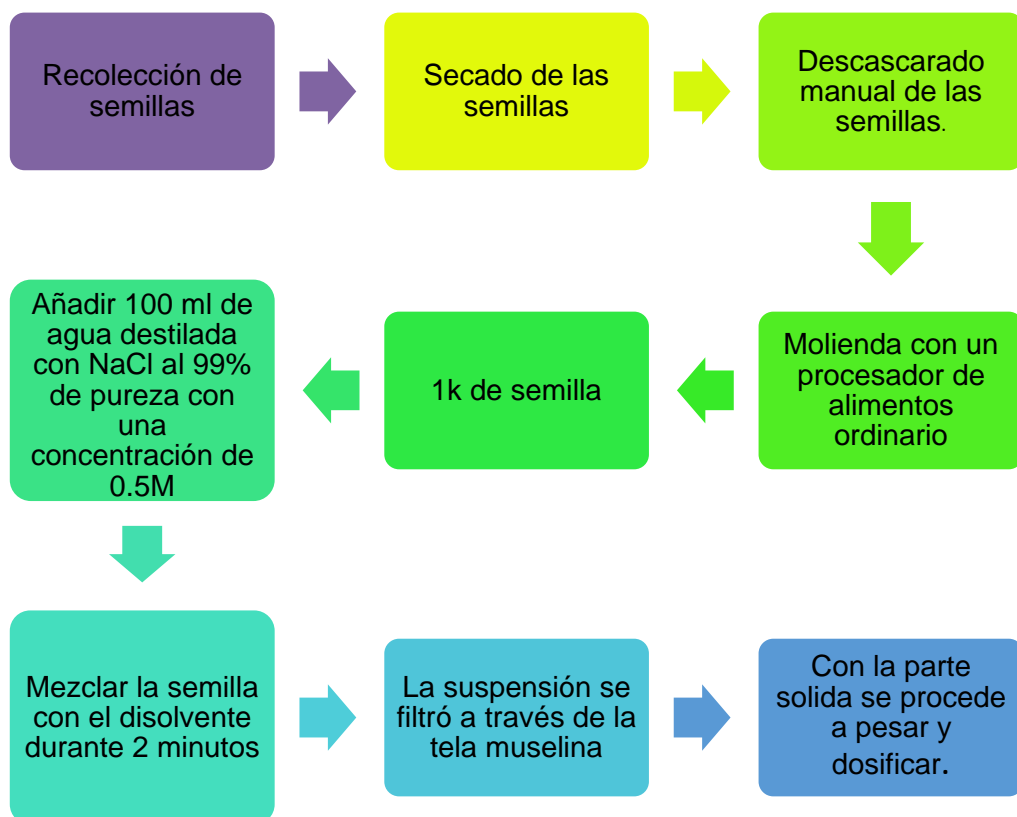 Recolección de
semillas
Secado de las
semillas
Descascarado
manual de las
semillas.
Molienda con un
procesador de
alimentos
ordinario
1k de semilla
Añadir 100 ml de
agua destilada
con NaCl al 99%
de pureza con
una
concentración de
0.5M
Mezclar la semilla
con el disolvente
durante 2 minutos
La suspensión se
filtró a través de la
tela muselina
Con la parte
solida se procede
a pesar y
dosificar.